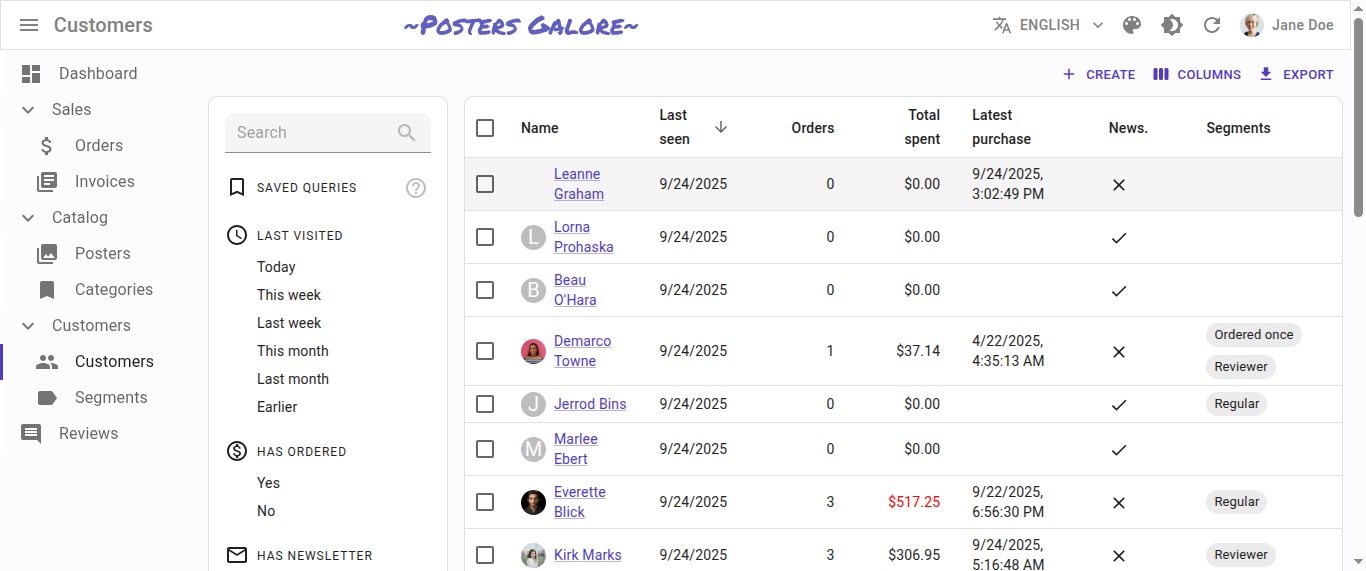 Customers
~Posters Galore~
ENGLISH
Jane Doe
Dashboard
Sales
Orders
Invoices
Catalog
Posters
Categories
Customers
Customers
Segments
Reviews
CREATE
COLUMNS
EXPORT
Search
SAVED QUERIES
?
LAST VISITED
Today
This week
Last week
This month
Last month
Earlier
HAS ORDERED
Yes
No
HAS NEWSLETTER
Name
Last
seen
Orders
Total
spent
Latest
purchase
News.
Segments
Leanne
Graham
9/24/2025
0
$0.00
9/24/2025,
3:02:49 PM
L
Lorna
Prohaska
9/24/2025
0
$0.00
B
Beau
O'Hara
9/24/2025
0
$0.00
Demarco
Towne
9/24/2025
1
$37.14
4/22/2025,
4:35:13 AM
Ordered once
Reviewer
J
Jerrod Bins
9/24/2025
0
$0.00
Regular
M
Marlee
Ebert
9/24/2025
0
$0.00
Everette
Blick
9/24/2025
3
$517.25
9/22/2025,
6:56:30 PM
Regular
Kirk Marks
9/24/2025
3
$306.95
9/24/2025,
5:16:48 AM
Reviewer